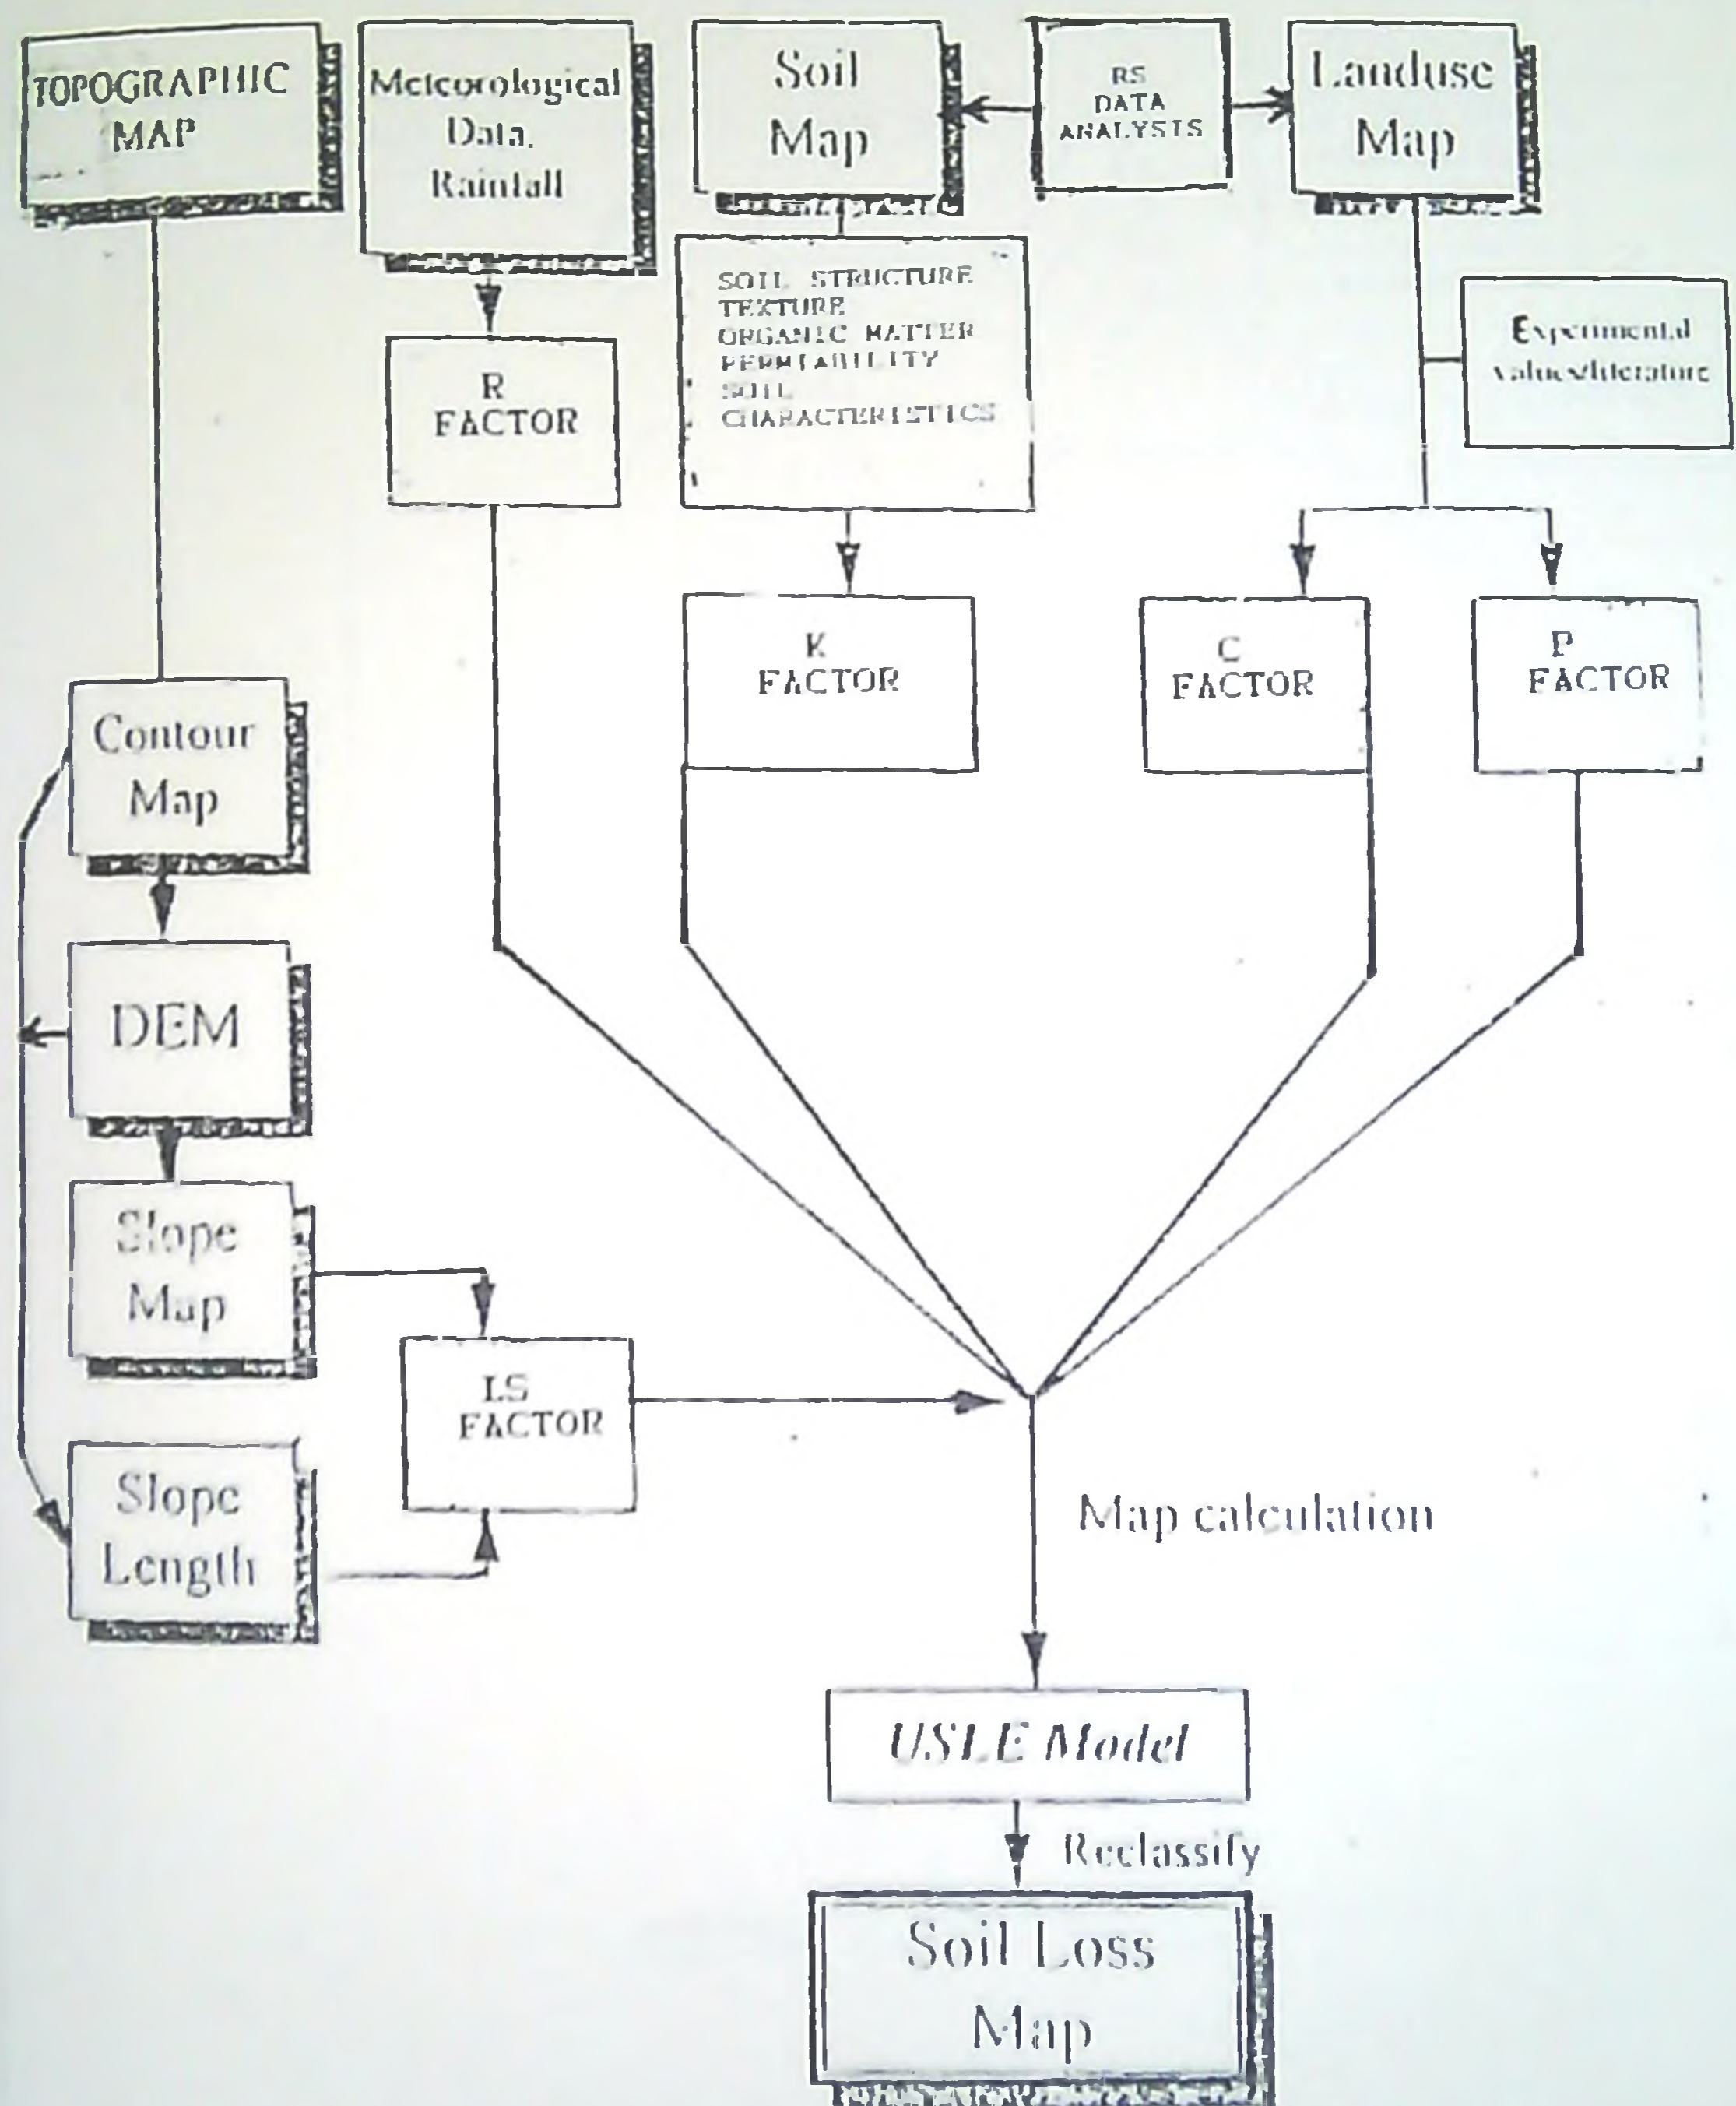 TOPOGRAPHIC
MAP
Meteorological
Data.
Rainfall
Soil
Map
RS
DATA
ANALYSTS
Landuse
Map
SOIL STRUCTURE
TEXTURE
ORGANIC MATTER
PERMIABILITY
SOIL
CHARACTERISTICS
Experimental
values/literature
R
FACTOR
K
FACTOR
C
FACTOR
P
FACTOR
Contour
Map
DEM
Slope
Map
LS
FACTOR
Slope
Length
Map calculation
USLE Model
Reclassify
Soil Loss
Map